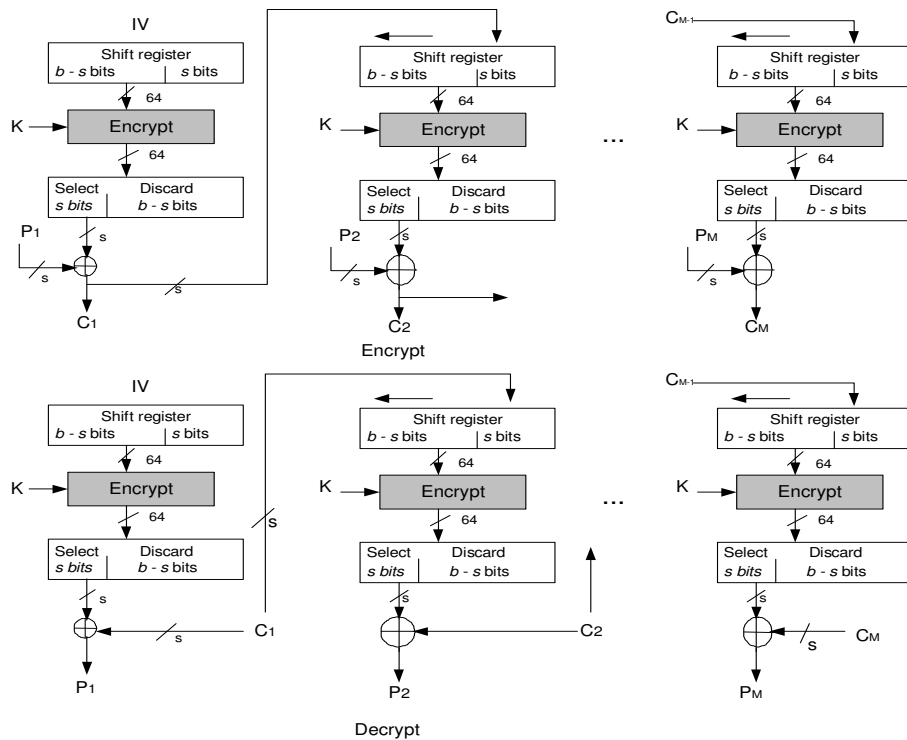 IV
Shift register
b - s bits
s bits
64
K
Encrypt
64
Select
s bits
Discard
b - s bits
s
P1
s
s
C1
Shift register
b - s bits
s bits
64
K
Encrypt
64
Select
s bits
Discard
b - s bits
P2
s
s
C2
...
CM-1
Shift register
b - s bits
s bits
64
K
Encrypt
64
Select
s bits
Discard
b - s bits
PM
s
s
CM
Encrypt
IV
Shift register
b - s bits
s bits
64
K
Encrypt
64
Select
s bits
Discard
b - s bits
s
s
C1
s
P1
Shift register
b - s bits
s bits
64
K
Encrypt
64
Select
s bits
Discard
b - s bits
s
C2
P2
...
CM-1
Shift register
b - s bits
s bits
64
K
Encrypt
64
Select
s bits
Discard
b - s bits
s
s
CM
PM
Decrypt